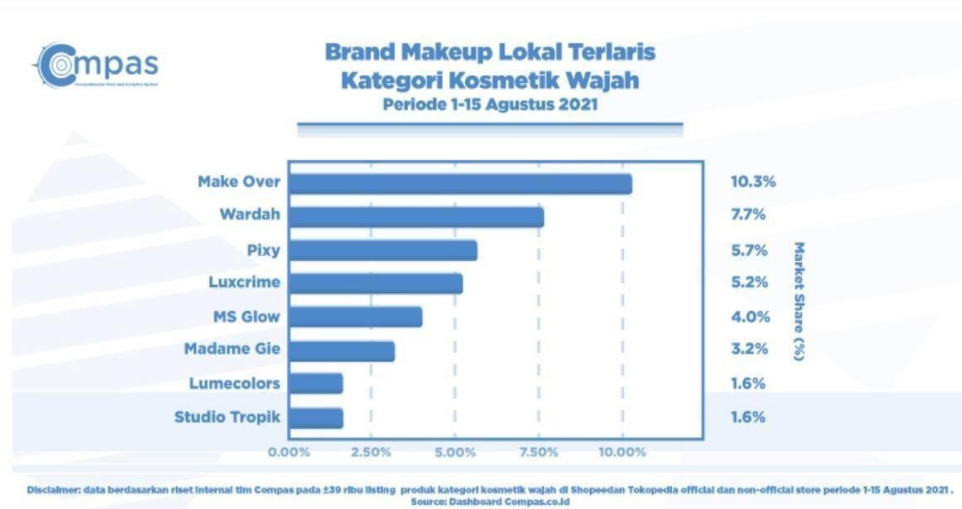 Compas
Brand Makeup Lokal Terlaris
Kategori Kosmetik Wajah
Periode 1-15 Agustus 2021
Make Over 10.3%
Wardah 7.7%
Pixy 5.7%
Luxcrime 5.2%
MS Glow 4.0%
Madame Gie 3.2%
Lumecolors 1.6%
Studio Tropik 1.6%
Market Share (%)
0.00% 2.50% 5.00% 7.50% 10.00%
Disclaimer: data berdasarkan riset internal tim Compas pada ±39 ribu listing produk kategori kosmetik wajah di Shopeedan Tokopedia official dan non-official store periode 1-15 Agustus 2021 .
Source: Dashboard Compas.co.id